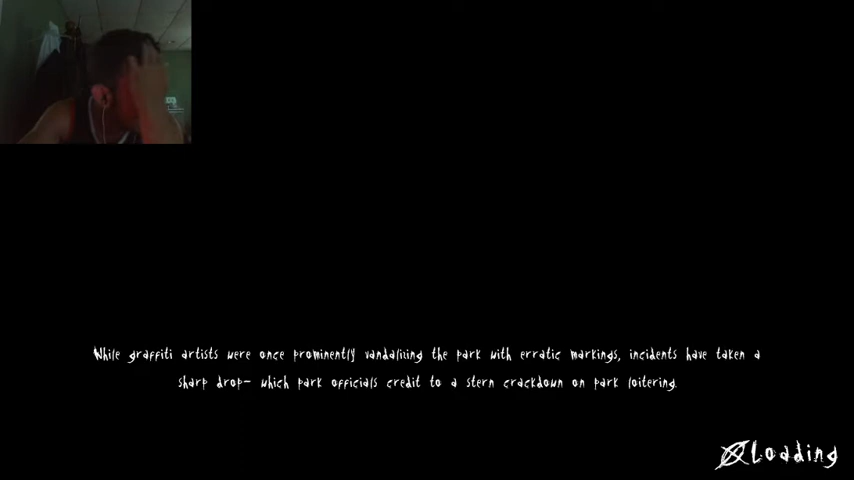 While graffiti artists were once prominently vandalizing the park with erratic markings, incidents have taken a
sharp drop- which park officials credit to a stern crackdown on park loitering.
Loading